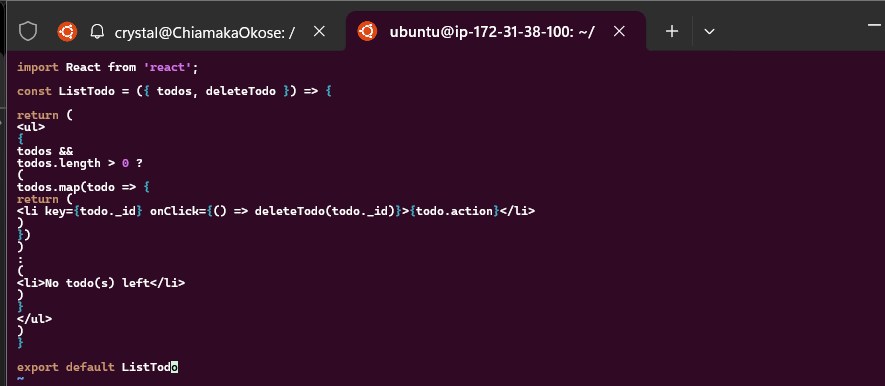 crystal@ChiamakaOkose: /
ubuntu@ip-172-31-38-100: ~/
import React from 'react';
const ListTodo = ({ todos, deleteTodo }) => {
return (
<ul>
{
todos &&
todos.length > 0 ?
(
todos.map(todo => {
return (
<li key={todo._id} onClick={() => deleteTodo(todo._id)}>{todo.action}</li>
)
})
)
:
(
<li>No todo(s) left</li>
)
}
</ul>
)
}
export default ListTodo
~